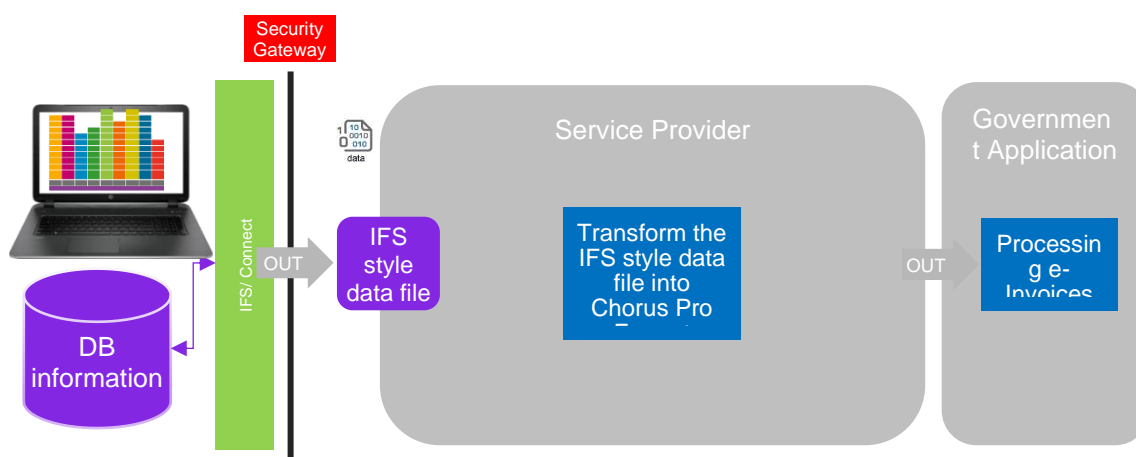 Security
Gateway
1
0
10
0010
010
data
Service Provider
Governmen
t Application
IFS/ Connect
OUT
IFS
style
data file
Transform the
IFS style data
file into
Chorus Pro
OUT
Processin
g e-
Invoices
DB
information